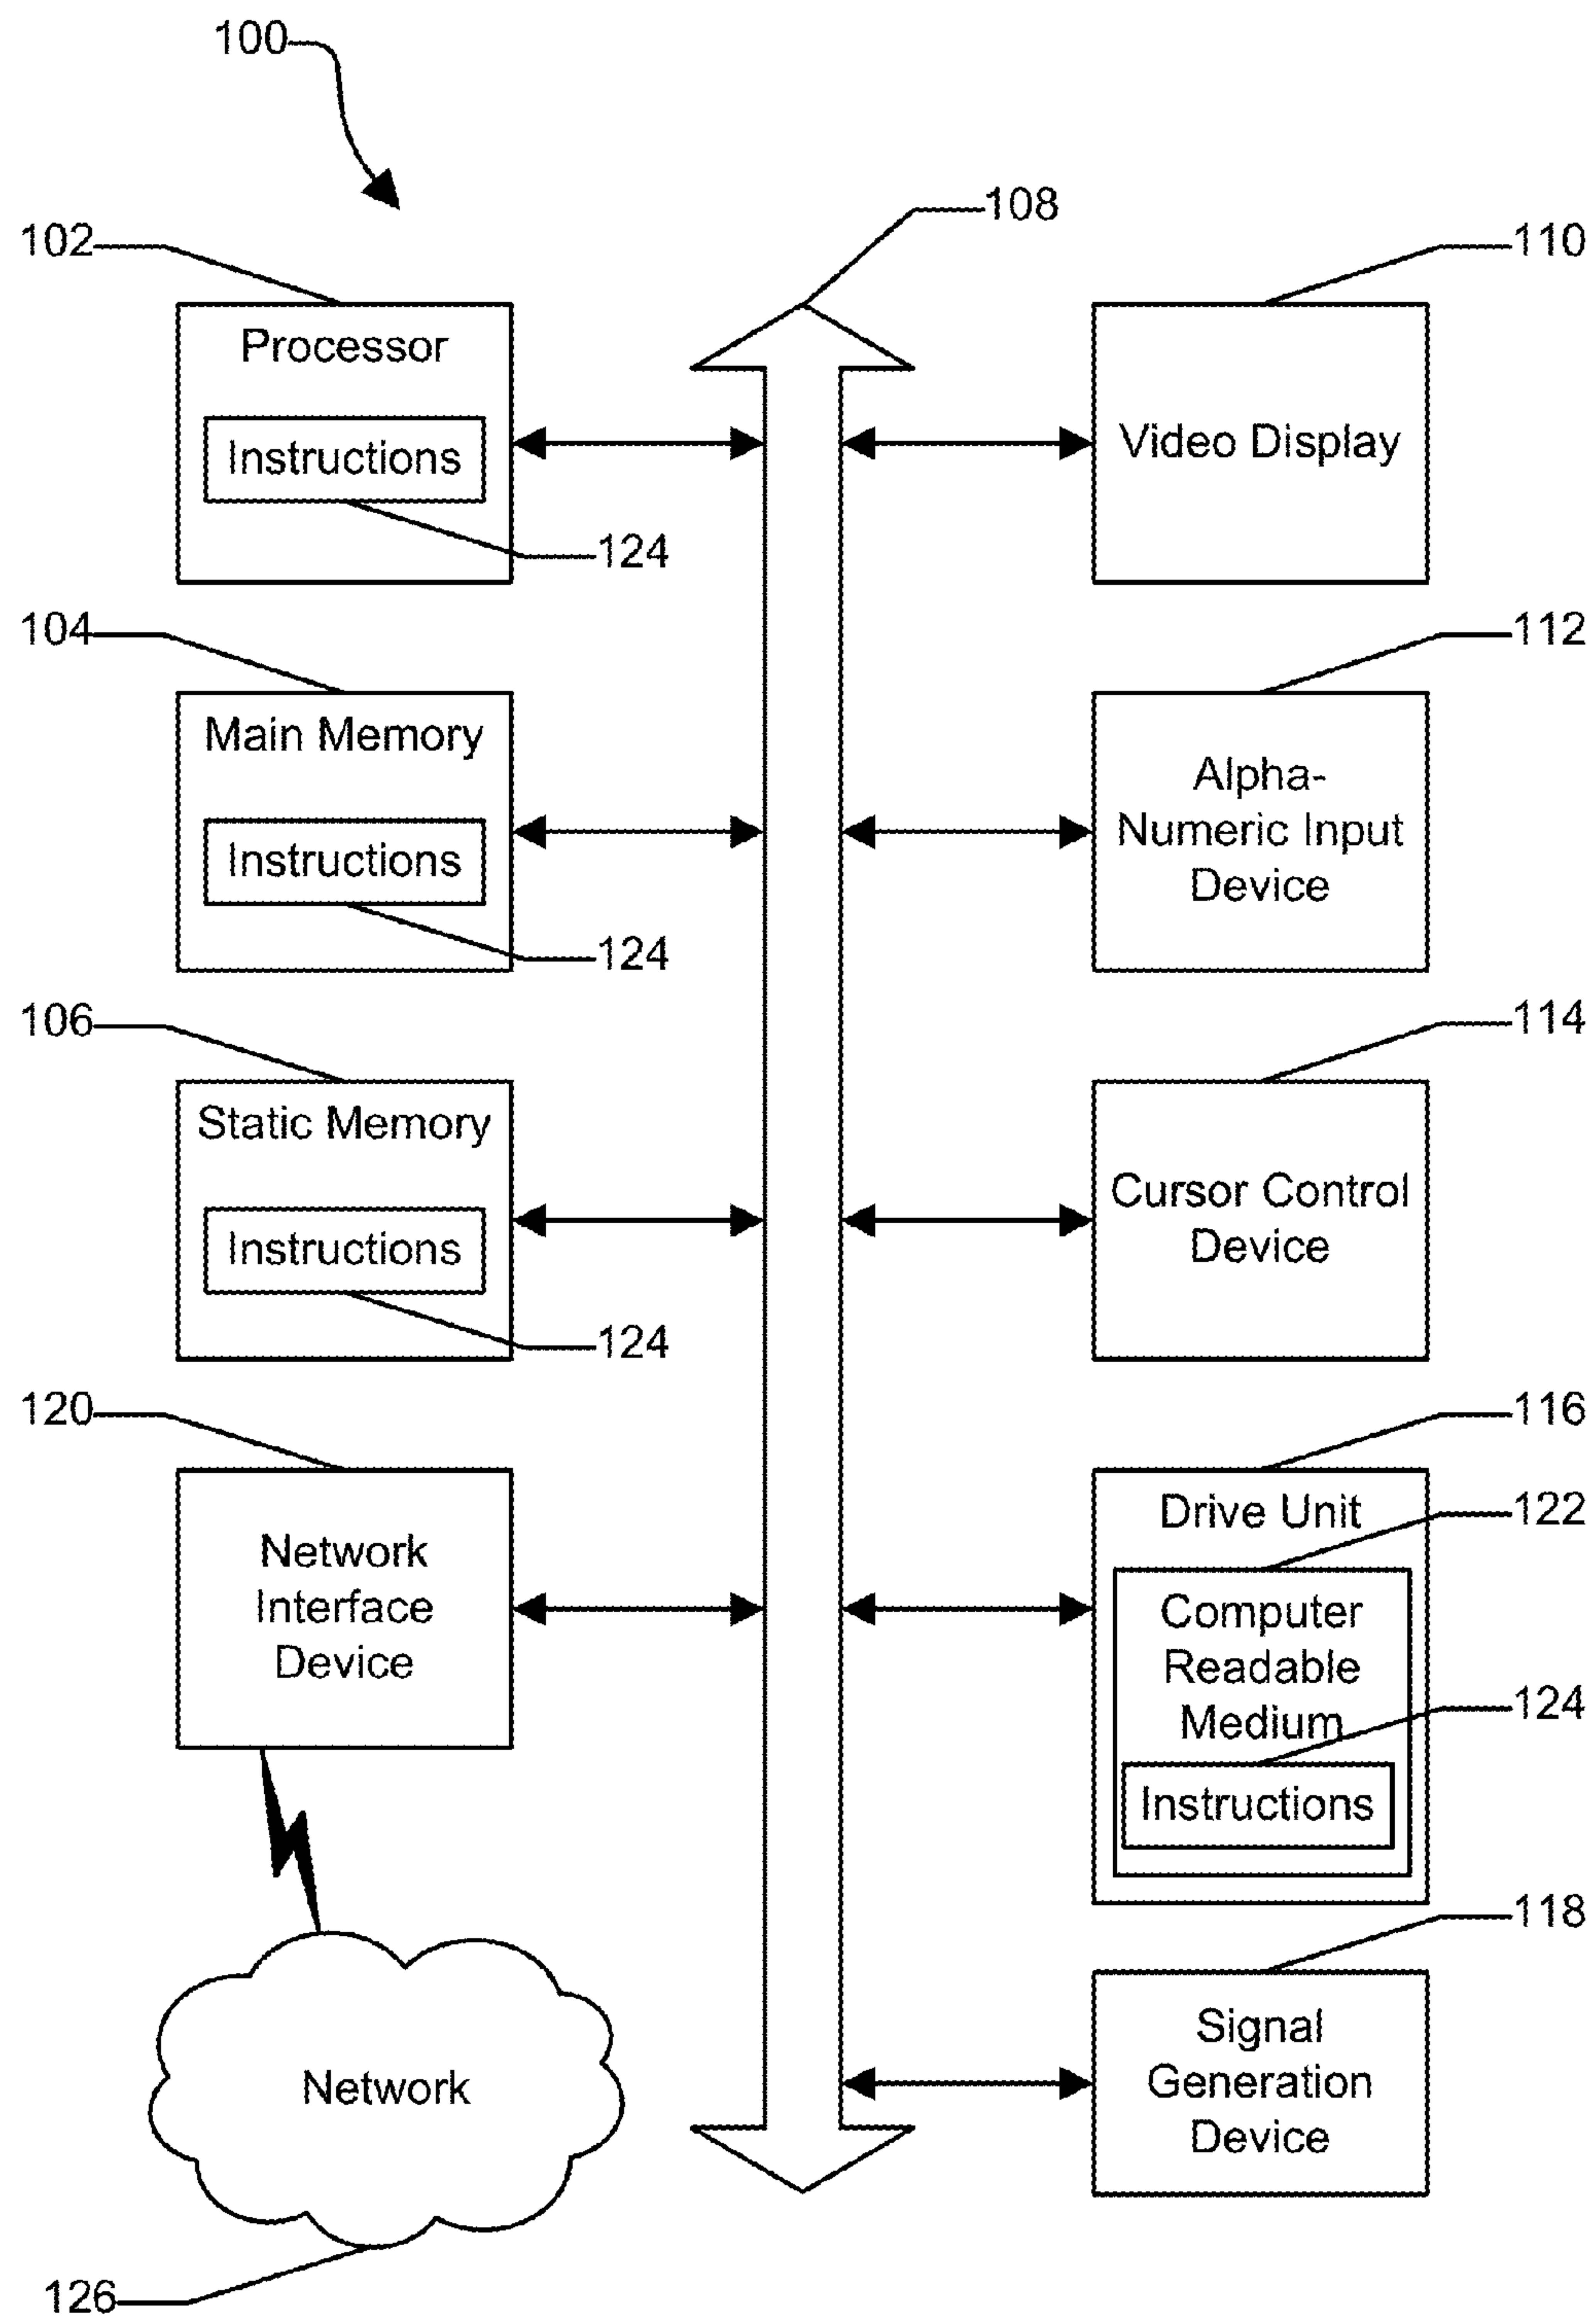 100
108
102
110
Processor
Instructions
124
Video Display
104
112
Main Memory
Instructions
124
Alpha-
Numeric Input
Device
106
114
Static Memory
Instructions
124
Cursor Control
Device
120
116
Network
Interface
Device
Drive Unit
122
Computer
Readable
Medium
124
Instructions
118
Network
Signal
Generation
Device
126